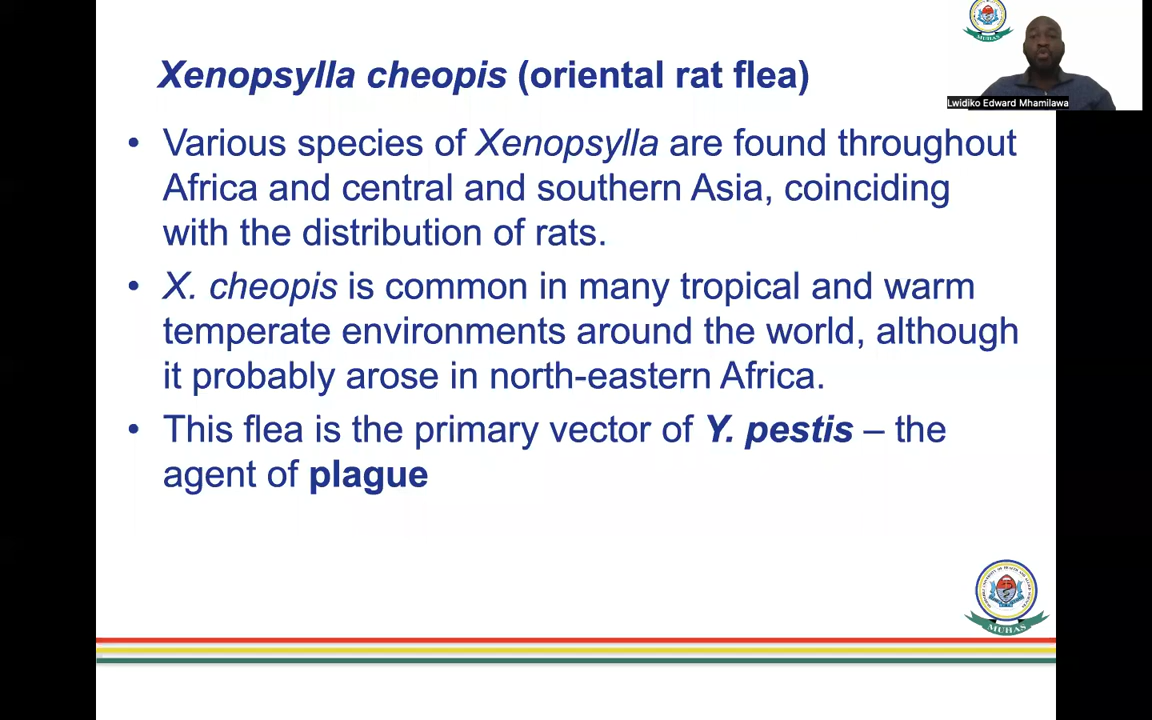 Xenopsylla cheopis (oriental rat flea)
Lwidiko Edward Mhamilawa
• Various species of Xenopsylla are found throughout
Africa and central and southern Asia, coinciding
with the distribution of rats.
• X. cheopis is common in many tropical and warm
temperate environments around the world, although
it probably arose in north-eastern Africa.
• This flea is the primary vector of Y. pestis – the
agent of plague
MUHAS
MUHAS